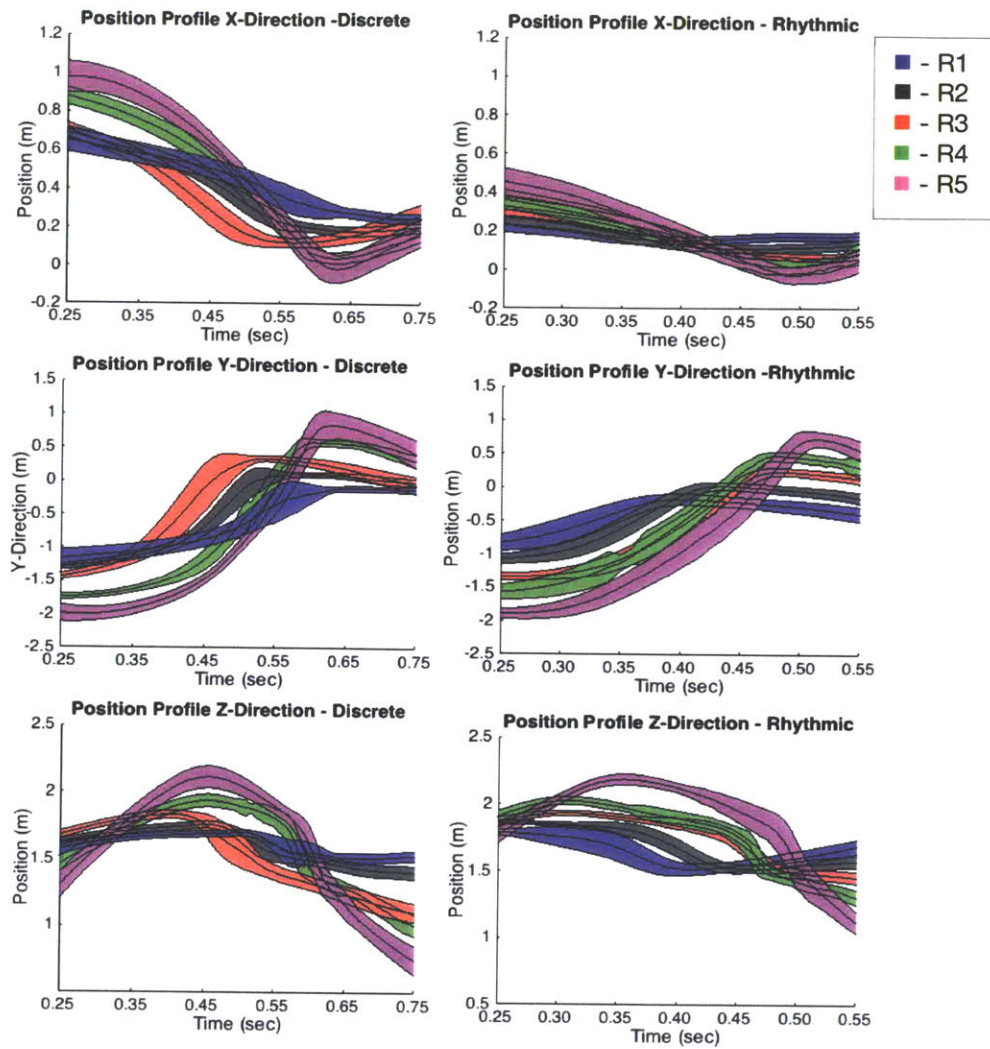 Position Profile X-Direction -Discrete
Position (m)
1.2
1
0.8
0.6
0.4
0.2
0
-0.2
0.25 0.35 0.45 0.55 0.65 0.75
Time (sec)
Position Profile X-Direction - Rhythmic
Position (m)
1.2
1
0.8
0.6
0.4
0.2
0
-0.2
0.25 0.30 0.35 0.40 0.45 0.50 0.55
Time (sec)
- R1
- R2
- R3
- R4
- R5
Position Profile Y-Direction - Discrete
Y-Direction (m)
1.5
1
0.5
0
-0.5
-1
-1.5
-2
-2.5
0.25 0.35 0.45 0.55 0.65 0.75
Time (sec)
Position Profile Y-Direction -Rhythmic
Position (m)
1.5
1
0.5
0
-0.5
-1
-1.5
-2
-2.5
0.25 0.30 0.35 0.40 0.45 0.50 0.55
Time (sec)
Position Profile Z-Direction - Discrete
Position (m)
2.5
2
1.5
1
0.25 0.35 0.45 0.55 0.65 0.75
Time (sec)
Position Profile Z-Direction - Rhythmic
Position (m)
2.5
2
1.5
1
0.5
0.25 0.30 0.35 0.40 0.45 0.50 0.55
Time (sec)